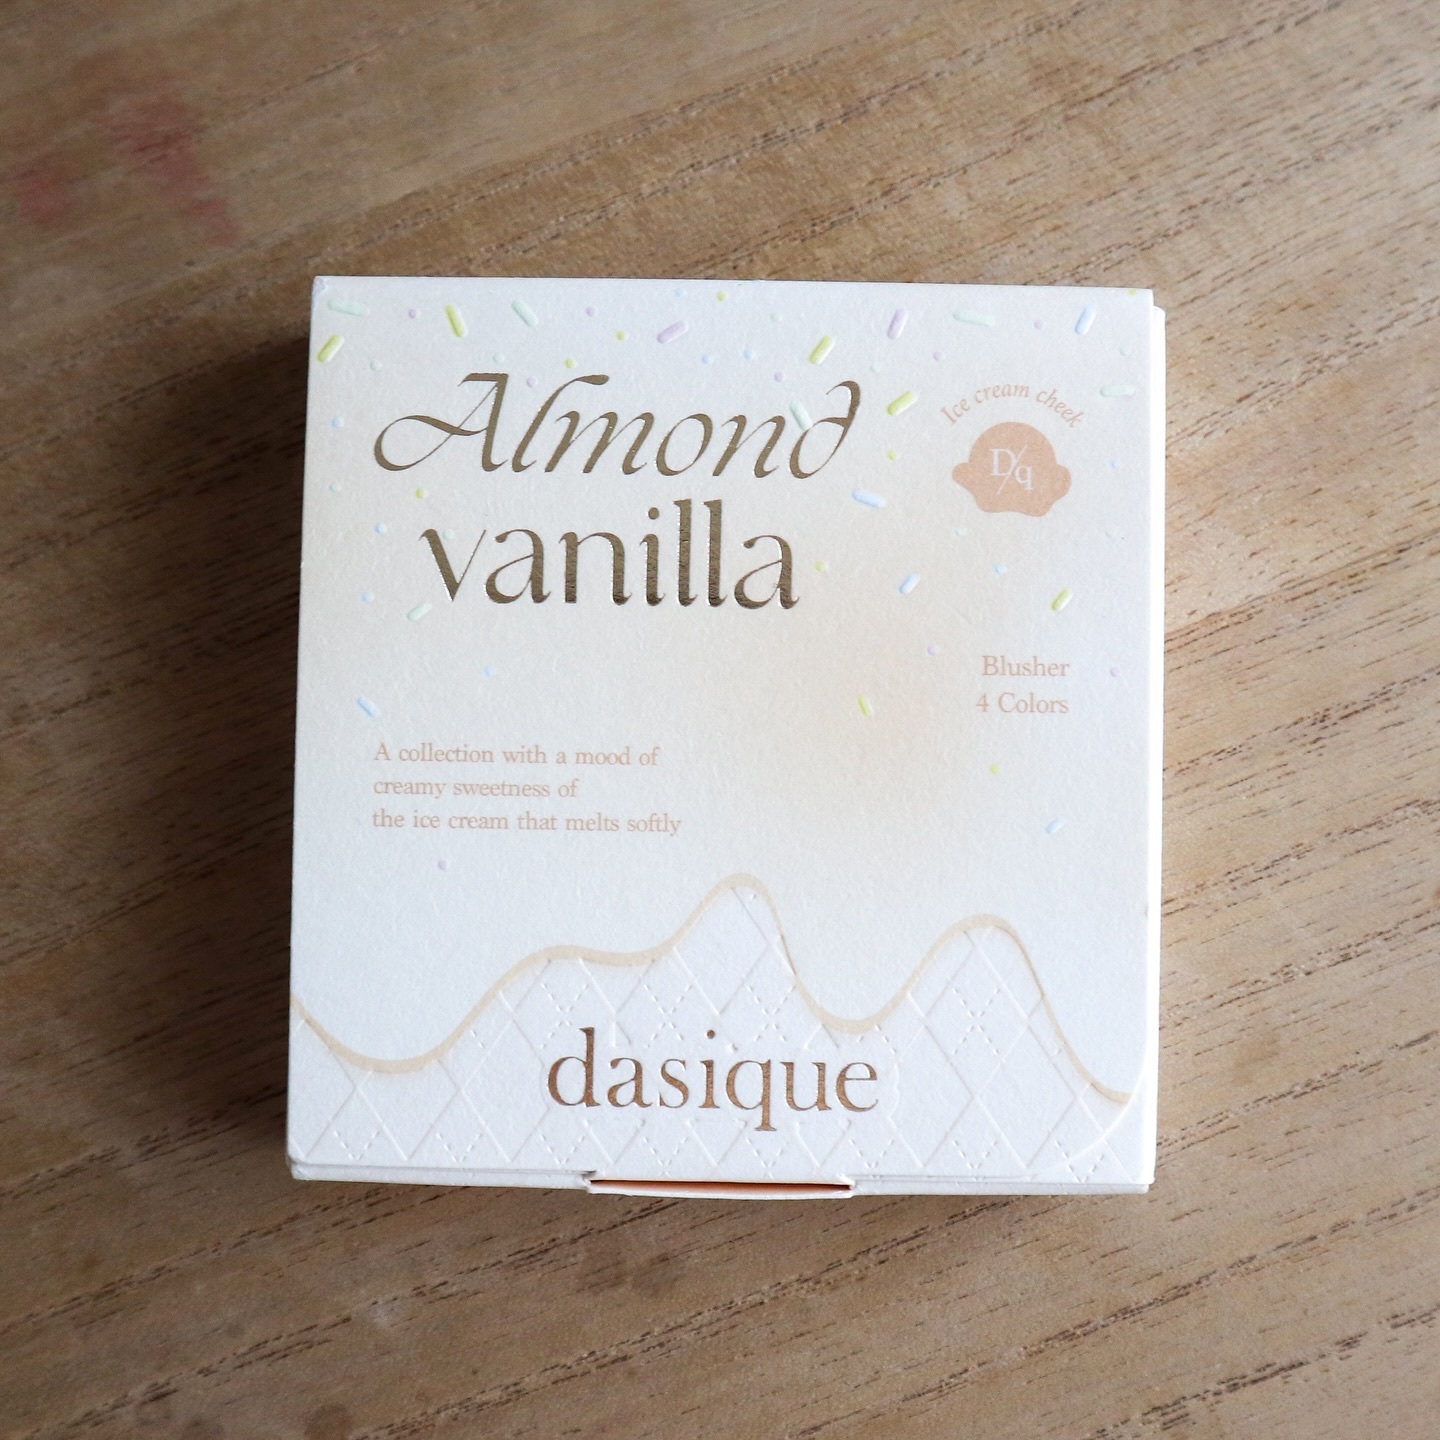 Almond
vanilla
Ice cream cheek
D/q
Blusher
4 Colors
A collection with a mood of
creamy sweetness of
the ice cream that melts softly
dasique